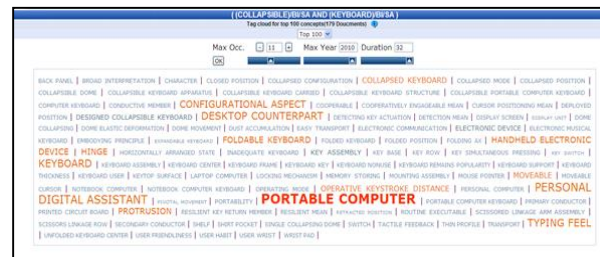 ( (COLLAPSIBLE)/BI/SA AND (KEYBOARD)/BI/SA )
Tag cloud for top 100 concepts(179 Doucments)
Top 100
Max Occ. - 11 + Max Year 2010 Duration 32
OK
BACK PANEL | BROAD INTERPRETATION | CHARACTER | CLOSED POSITION | COLLAPSED CONFIGURATION | COLLAPSED KEYBOARD | COLLAPSED MODE | COLLAPSED POSITION |
COLLAPSIBLE DOME | COLLAPSIBLE KEYBOARD APPARATUS | COLLAPSIBLE KEYBOARD CARRIED | COLLAPSIBLE KEYBOARD STRUCTURE | COLLAPSIBLE PORTABLE COMPUTER KEYBOARD |
COMPUTER KEYBOARD | CONDUCTIVE MEMBER | CONFIGURATIONAL ASPECT | COOPERABLE | COOPERATIVELY ENGAGEABLE MEAN | CURSOR POSITIONING MEAN | DEPLOYED
POSITION | DESIGNED COLLAPSIBLE KEYBOARD | DESKTOP COUNTERPART | DETECTING KEY ACTUATION | DETECTION MEAN | DISPLAY SCREEN | DISPLAY UNIT | DOME
COLLAPSING | DOME ELASTIC DEFORMATION | DOME MOVEMENT | DUST ACCUMULATION | EASY TRANSPORT | ELECTRONIC COMMUNICATION | ELECTRONIC DEVICE | ELECTRONIC MUSICAL
KEYBOARD | EMBODYING PRINCIPLE | EXPANDABLE KEYBOARD | FOLDABLE KEYBOARD | FOLDED KEYBOARD | FOLDED POSITION | FOLDING AX | HANDHELD ELECTRONIC
DEVICE | HINGE | HORIZONTALLY ARRANGED STATE | INADEQUATE KEYBOARD | KEY ASSEMBLY | KEY BASE | KEY ROW | KEY SIMULTANEOUS PRESSING | KEY SWITCH |
KEYBOARD | KEYBOARD ASSEMBLY | KEYBOARD CENTER | KEYBOARD FRAME | KEYBOARD KEY | KEYBOARD NONUSE | KEYBOARD REMAINS POPULARITY | KEYBOARD SUPPORT | KEYBOARD
THICKNESS | KEYBOARD USER | KEYTOP SURFACE | LAPTOP COMPUTER | LOCKING MECHANISM | MEMORY STORING | MOUNTING ASSEMBLY | MOUSE POINTER | MOVEABLE | MOVEABLE
CURSOR | NOTEBOOK COMPUTER | NOTEBOOK COMPUTER KEYBOARD | OPERATING MODE | OPERATIVE KEYSTROKE DISTANCE | PERSONAL COMPUTER | PERSONAL
DIGITAL ASSISTANT | PIVOTAL MOVEMENT | PORTABILITY | PORTABLE COMPUTER | PORTABLE COMPUTER KEYBOARD | PRIMARY CONDUCTOR |
PRINTED CIRCUIT BOARD | PROTRUSION | RESILIENT KEY RETURN MEMBER | RESILIENT MEAN | RETRACTED POSITION | ROUTINE EXECUTABLE | SCISSORED LINKAGE ARM ASSEMBLY |
SCISSORS LINKAGE ROW | SECONDARY CONDUCTOR | SHELF | SHIRT POCKET | SINGLE COLLAPSING DOME | SWITCH | TACTILE FEEDBACK | THIN PROFILE | TRANSPORT | TYPING FEEL
| UNFOLDED KEYBOARD CENTER | USER FRIENDLINESS | USER HABIT | USER WRIST | WRIST PAD |